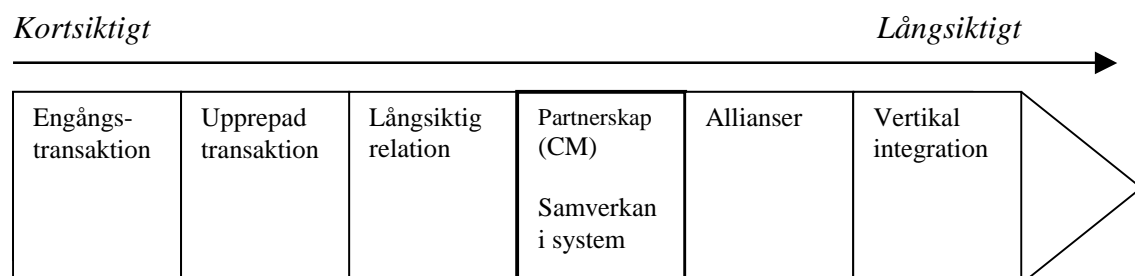 Kortsiktigt
Långsiktigt
Engångs-
transaktion
Upprepad
transaktion
Långsiktig
relation
Partnerskap
(CM)
Samverkan
i system
Allianser
Vertikal
integration